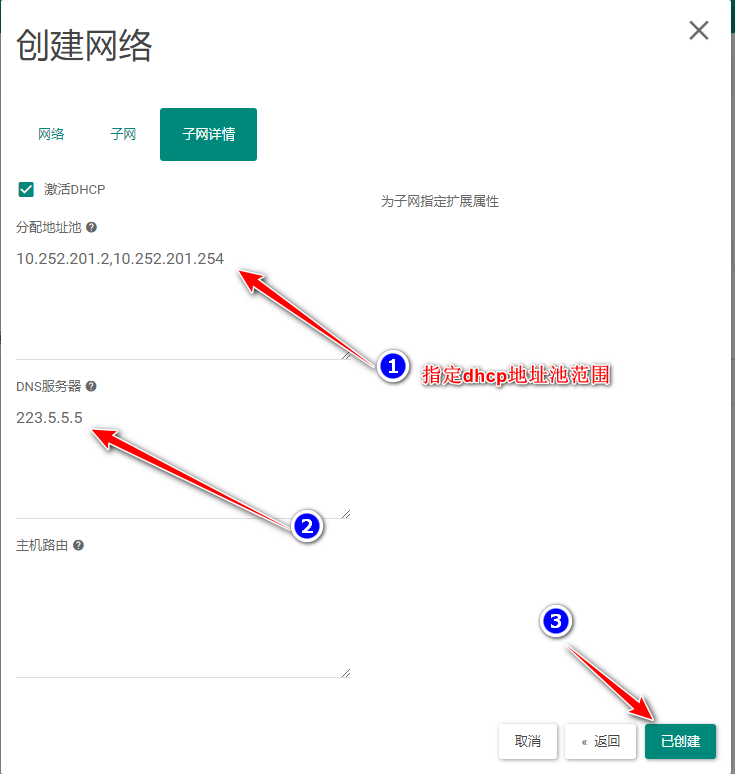 创建网络
网络
子网
子网详情
激活DHCP
为子网指定扩展属性
分配地址池
10.252.201.2,10.252.201.254
1
指定dhcp地址池范围
DNS服务器
223.5.5.5
2
主机路由
3
取消
« 返回
已创建